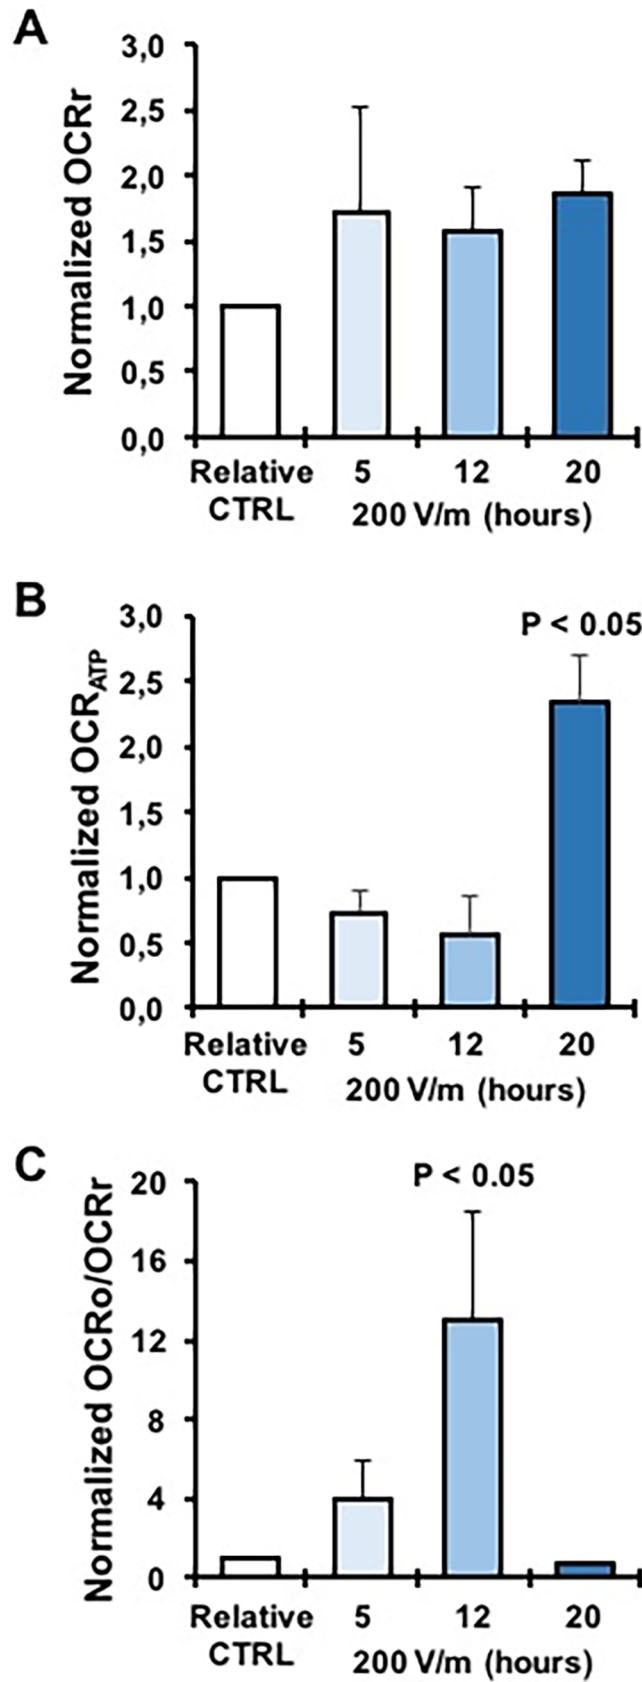 A
Normalized OCRr
3,0
2,5
2,0
1,5
1,0
0,5
0,0
Relative CTRL
5
12
20
200 V/m (hours)
B
Normalized OCRATP
P < 0.05
3,0
2,5
2,0
1,5
1,0
0,5
0,0
Relative CTRL
5
12
20
200 V/m (hours)
C
Normalized OCRo/OCRr
P < 0.05
20
16
12
8
4
0
Relative CTRL
5
12
20
200 V/m (hours)